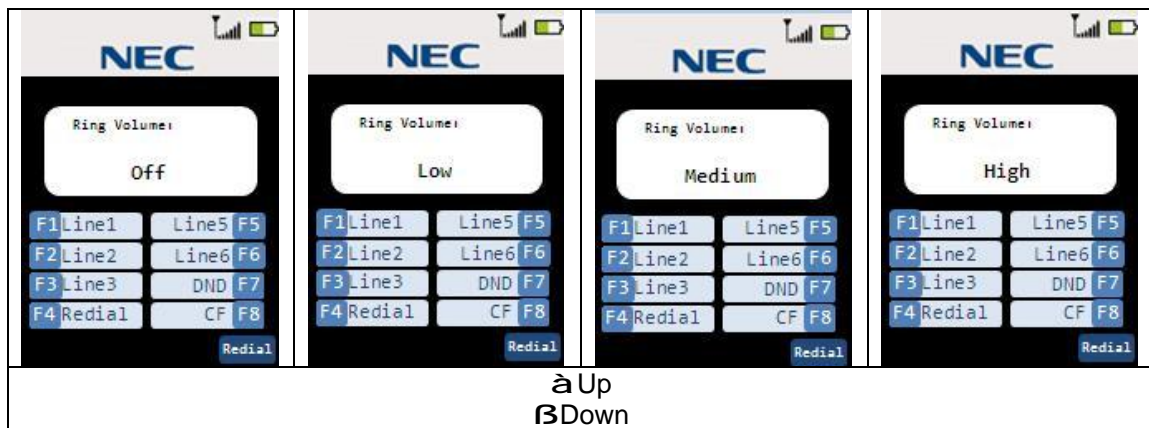 NEC
Ring Volume:
Off
F1 Line1 Line5 F5
F2 Line2 Line6 F6
F3 Line3 DND F7
F4 Redial CF F8
Redial
NEC
Ring Volume:
Low
F1 Line1 Line5 F5
F2 Line2 Line6 F6
F3 Line3 DND F7
F4 Redial CF F8
Redial
NEC
Ring Volume:
Medium
F1 Line1 Line5 F5
F2 Line2 Line6 F6
F3 Line3 DND F7
F4 Redial CF F8
Redial
NEC
Ring Volume:
High
F1 Line1 Line5 F5
F2 Line2 Line6 F6
F3 Line3 DND F7
F4 Redial CF F8
Redial
à Up
ß Down